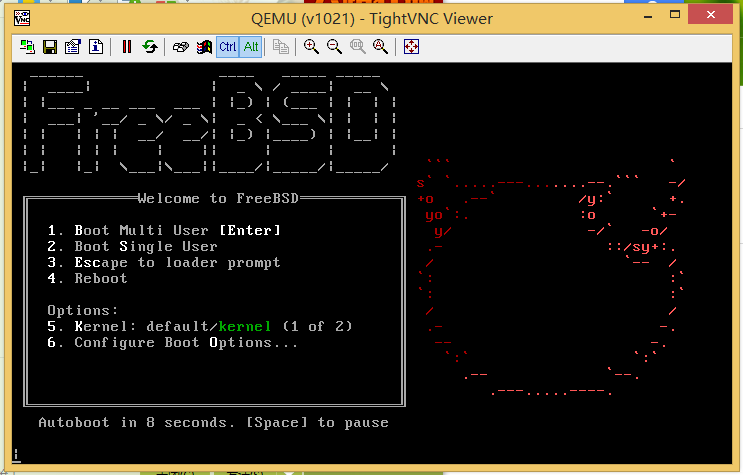 QEMU (v1021) - TightVNC Viewer
Ctrl Alt
FreeBSD
Welcome to FreeBSD
1. Boot Multi User [Enter]
2. Boot Single User
3. Escape to loader prompt
4. Reboot
Options:
5. Kernel: default/kernel (1 of 2)
6. Configure Boot Options...
Autoboot in 8 seconds. [Space] to pause